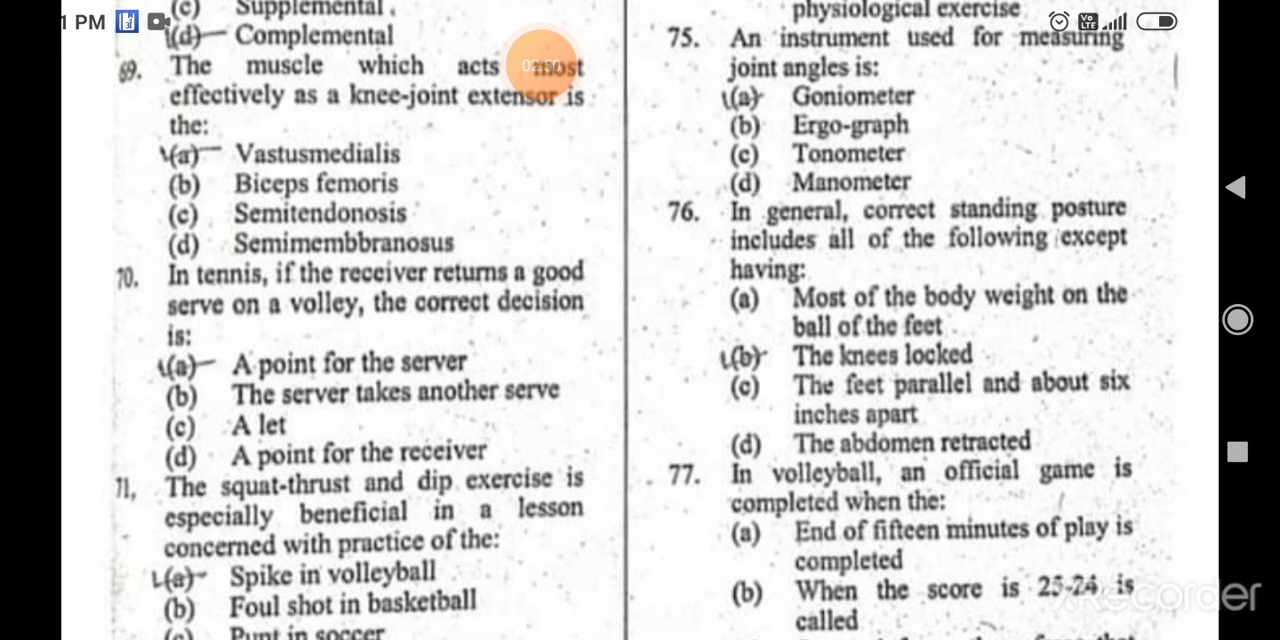 1 PM
(c) Supplemental.
(d) Complemental
69. The muscle which acts most
effectively as a knee-joint extensor is
the:
(a) Vastusmedialis
(b) Biceps femoris
(c) Semitendonosis
(d) Semimembbranosus
70. In tennis, if the receiver returns a good
serve on a volley, the correct decision
is:
(a) A point for the server
(b) The server takes another serve
(c) A let
(d) A point for the receiver
71, The squat-thrust and dip exercise is
especially beneficial in a lesson
concerned with practice of the:
(a) Spike in volleyball
(b) Foul shot in basketball
(c) Punt in soccer
02:50
Vo LTE
physiological exercise
75. An instrument used for measuring
joint angles is:
(a) Goniometer
(b) Ergo-graph
(c) Tonometer
(d) Manometer
76. In general, correct standing posture
includes all of the following except
having:
(a) Most of the body weight on the
ball of the feet
(b) The knees locked
(c) The feet parallel and about six
inches apart
(d) The abdomen retracted
77. In volleyball, an official game is
completed when the:
(a) End of fifteen minutes of play is
completed
(b) When the score is 25-24 is
called
XRecorder